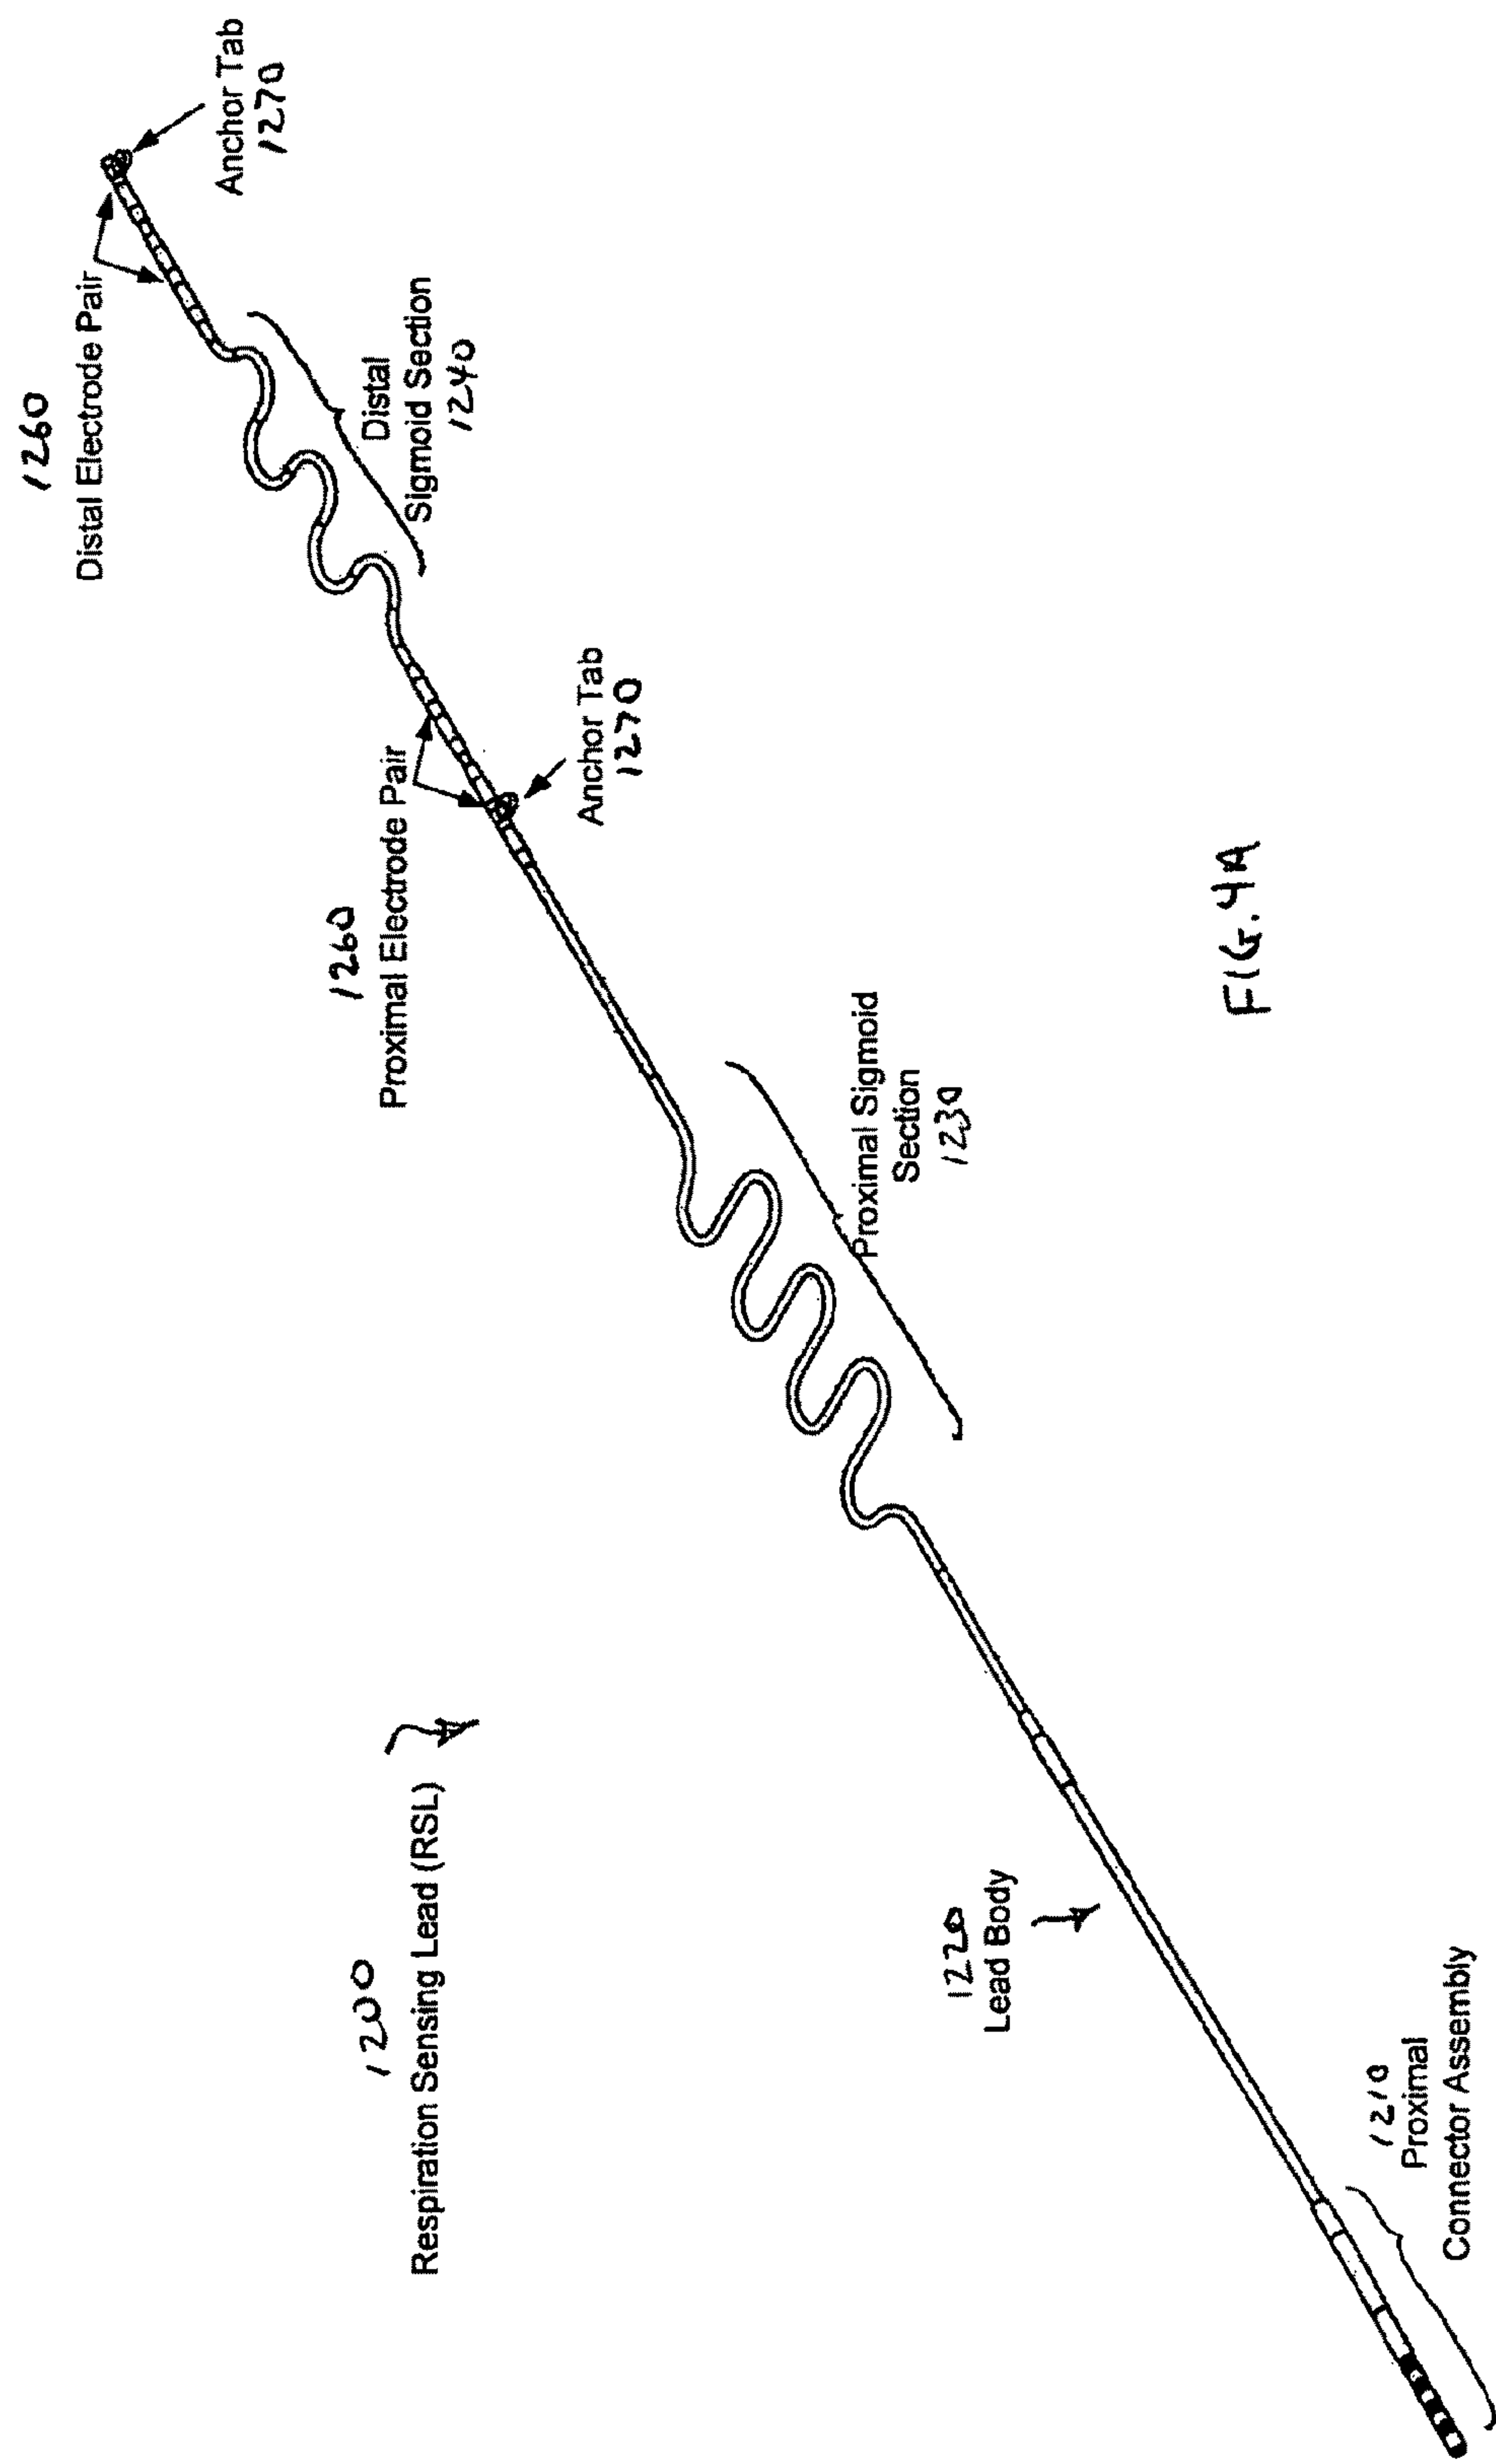 1200
Respiration Sensing Lead (RSL)
1260
Distal Electrode Pair
Anchor Tab
1270
Distal
Sigmoid Section
1240
1260
Proximal Electrode Pair
Anchor Tab
1270
Proximal Sigmoid
Section
1230
1220
Lead Body
1210
Proximal
Connector Assembly
FIG. 4A